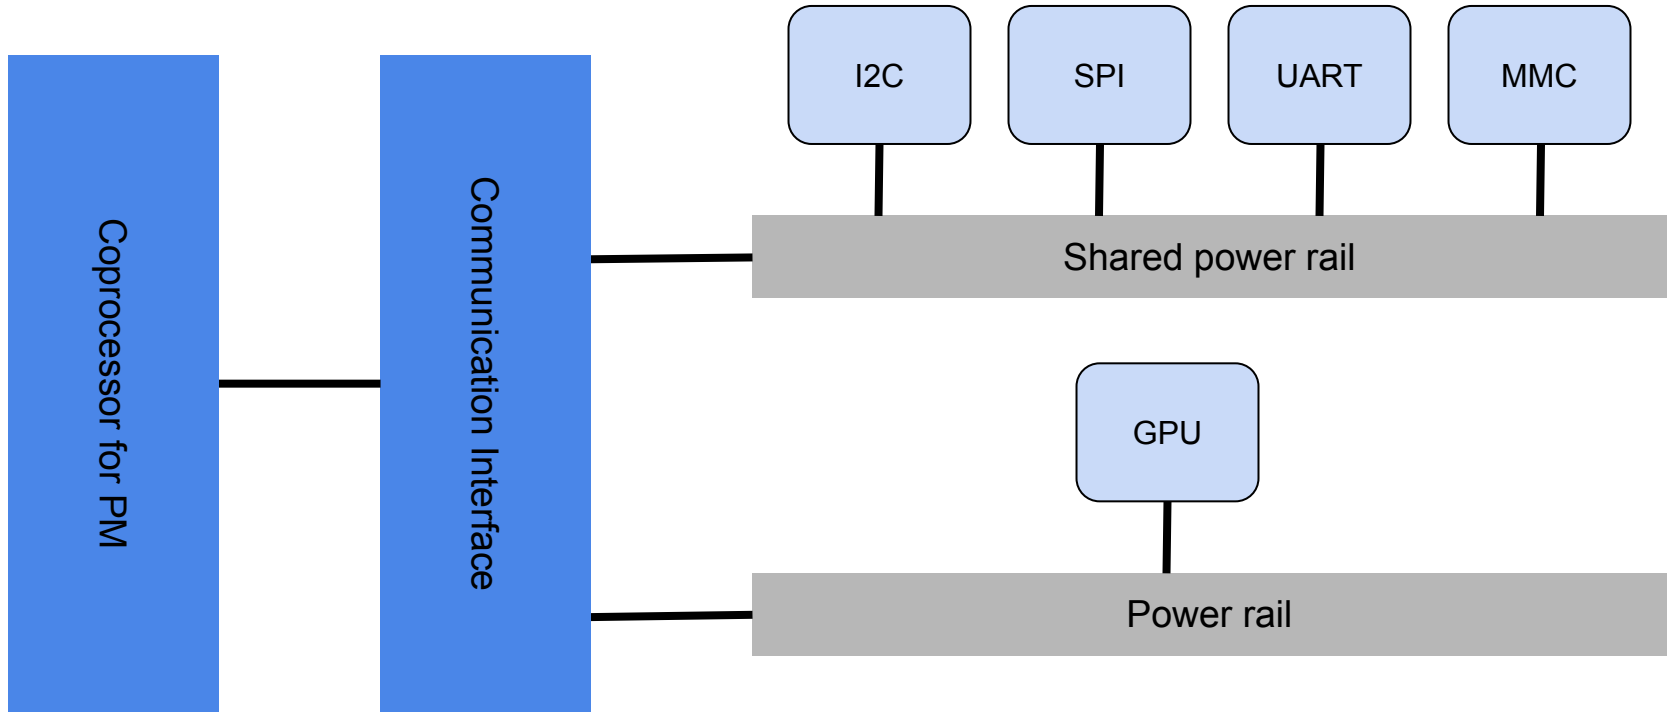 Coprocessor for PM
Communication Interface
I2C
SPI
UART
MMC
Shared power rail
GPU
Power rail